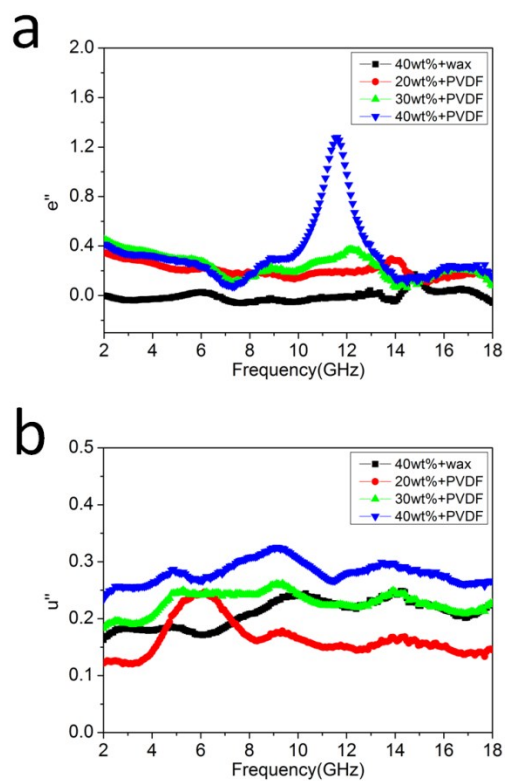 a
2.0
1.6
1.2
0.8
0.4
0.0
e"
40wt%+wax
20wt%+PVDF
30wt%+PVDF
40wt%+PVDF
2 4 6 8 10 12 14 16 18
Frequency(GHz)
b
0.5
0.4
0.3
0.2
0.1
0.0
u"
40wt%+wax
20wt%+PVDF
30wt%+PVDF
40wt%+PVDF
2 4 6 8 10 12 14 16 18
Frequency(GHz)